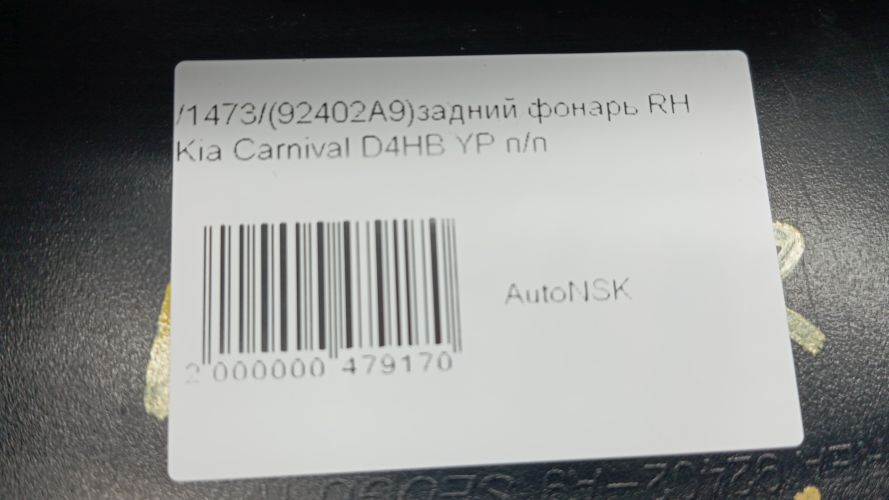 /1473/(92402A9)задний фонарь RH
Kia Carnival D4HB YP п/п
AutoNSK
2 000000 479170